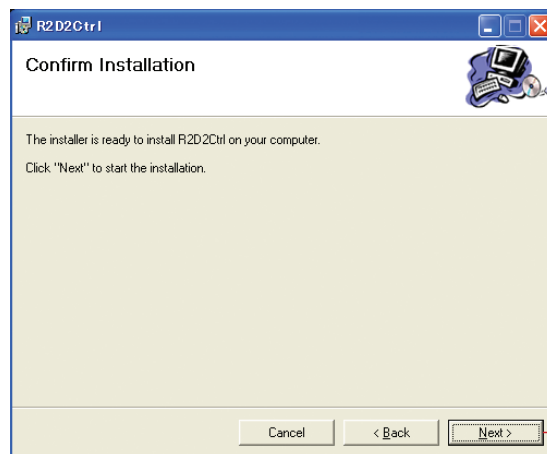 R2D2Ctrl
Confirm Installation
The installer is ready to install R2D2Ctrl on your computer.
Click "Next" to start the installation.
Cancel
< Back
Next >